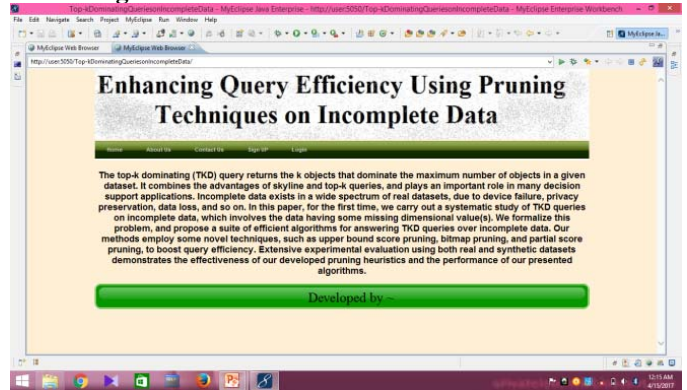 Top-kDominatingQueriesonIncompleteData - MyEclipse Java Enterprise - http://user:5050/Top-kDominatingQueriesonIncompleteData/ - MyEclipse Enterprise Workbench
File Edit Navigate Search Project MyEclipse Run Window Help
MyEclipse Ja...
MyEclipse Web Browser MyEclipse Web Browser
http://user:5050/Top-kDominatingQueriesonIncompleteData/
Enhancing Query Efficiency Using Pruning
Techniques on Incomplete Data
Home About Us Contact Us Sign UP Login
The top-k dominating (TKD) query returns the k objects that dominate the maximum number of objects in a given
dataset. It combines the advantages of skyline and top-k queries, and plays an important role in many decision
support applications. Incomplete data exists in a wide spectrum of real datasets, due to device failure, privacy
preservation, data loss, and so on. In this paper, for the first time, we carry out a systematic study of TKD queries
on incomplete data, which involves the data having some missing dimensional value(s). We formalize this
problem, and propose a suite of efficient algorithms for answering TKD queries over incomplete data. Our
methods employ some novel techniques, such as upper bound score pruning, bitmap pruning, and partial score
pruning, to boost query efficiency. Extensive experimental evaluation using both real and synthetic datasets
demonstrates the effectiveness of our developed pruning heuristics and the performance of our presented
algorithms.
Developed by ~
12:15 AM
4/15/2017